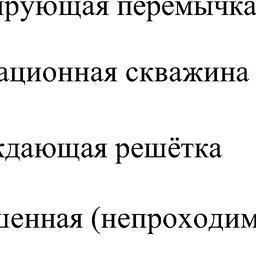 ирующая перемычка
ационная скважина
ждающая решётка
шенная (непроходим